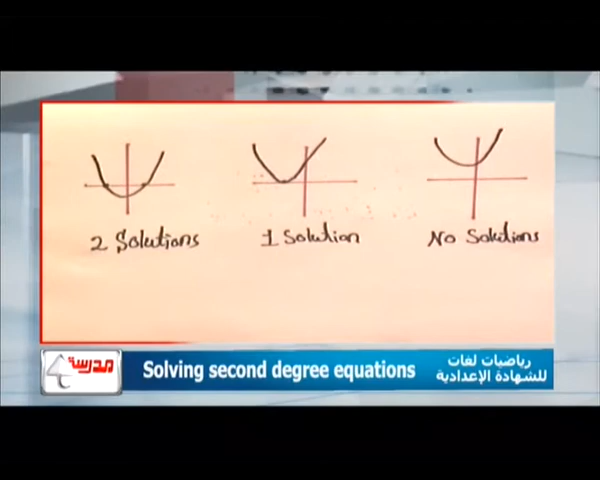 2 Solutions
1 Solution
No Solutions
مدرسة
Solving second degree equations
رياضيات لغات
للشهادة الإعدادية